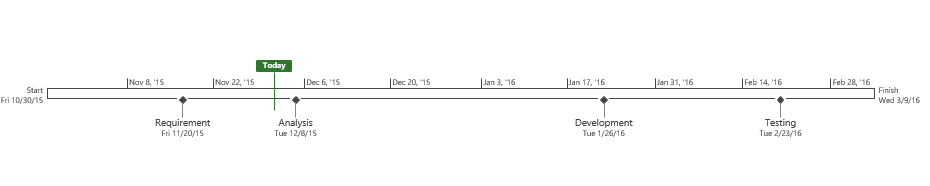 Today
Nov 8, '15
Nov 22, '15
Dec 6, '15
Dec 20, '15
Jan 3, '16
Jan 17, '16
Jan 31, '16
Feb 14, '16
Feb 28, '16
Start
Fri 10/30/15
Finish
Wed 3/9/16
Requirement
Fri 11/20/15
Analysis
Tue 12/8/15
Development
Tue 1/26/16
Testing
Tue 2/23/16